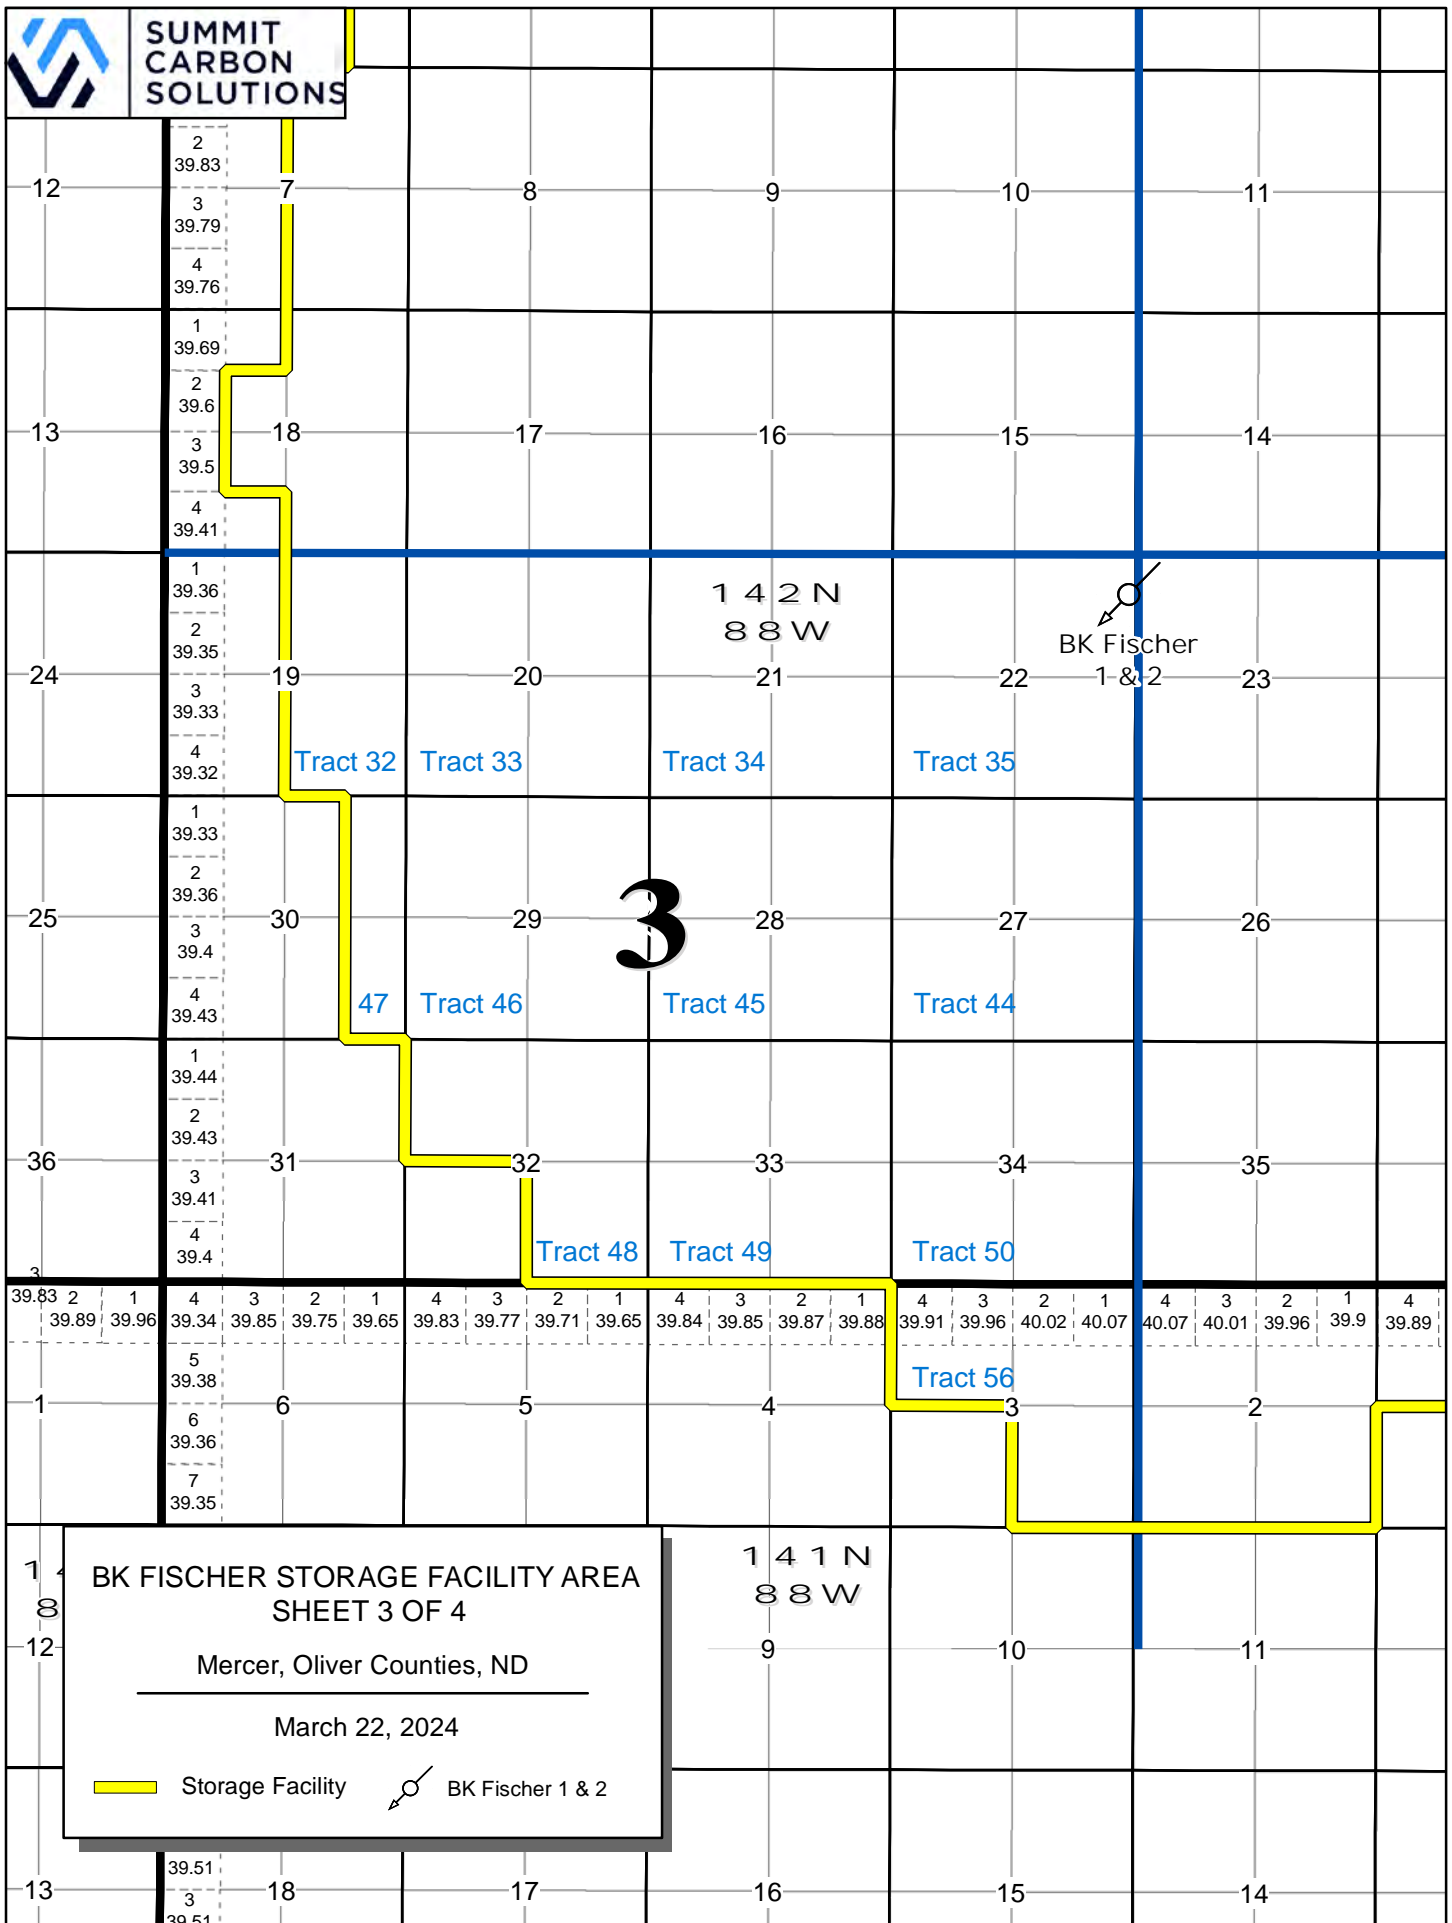 SUMMIT
CARBON
SOLUTIONS
2
39.83
12 7 8 9 10 11
3
39.79
4
39.76
1
39.69
2
39.6
13 18 17 16 15 14
3
39.5
4
39.41
1
39.36
142N
88W
2
39.35
BK Fischer
1 & 2
24 19 20 21 22 23
3
39.33
4
39.32
Tract 32 Tract 33 Tract 34 Tract 35
1
39.33
2
39.36
3
25 30 29 28 27 26
3
39.4
4
39.43
47 Tract 46 Tract 45 Tract 44
1
39.44
2
39.43
36 31 32 33 34 35
3
39.41
4
39.4
Tract 48 Tract 49 Tract 50
3
39.83
2 1 4 3 2 1 4 3 2 1 4 3 2 1 4 3 2 1 4 3 2 1 4
39.89 39.96 39.34 39.85 39.75 39.65 39.83 39.77 39.71 39.65 39.84 39.85 39.87 39.88 39.91 39.96 40.02 40.07 40.07 40.01 39.96 39.9 39.89
5
39.38
Tract 56
1 6 5 4 3 2
6
39.36
7
39.35
141N
88W
14
8
12 9 10 11
BK FISCHER STORAGE FACILITY AREA
SHEET 3 OF 4
Mercer, Oliver Counties, ND
March 22, 2024
Storage Facility BK Fischer 1 & 2
39.51
13 18 17 16 15 14
3
39.51